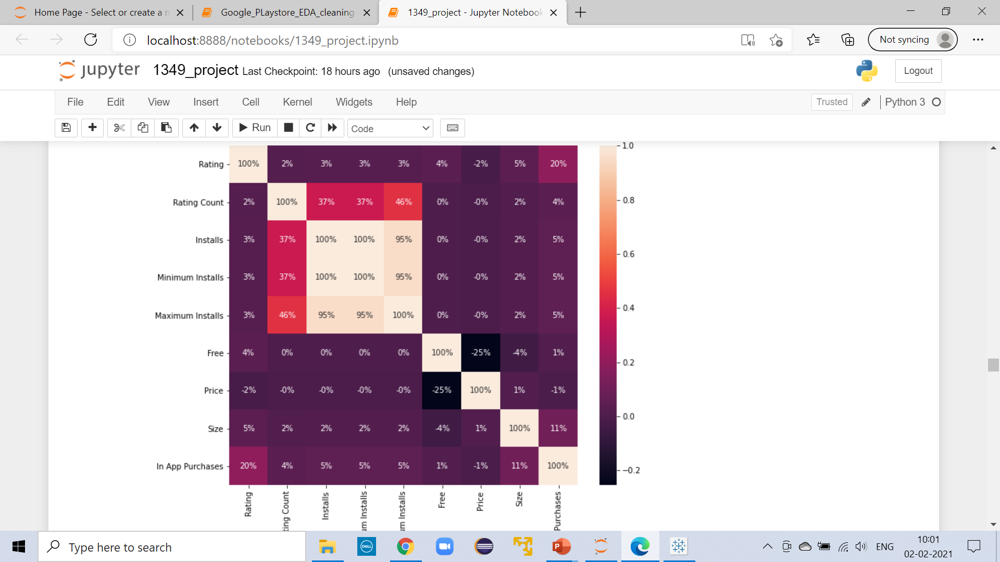 Home Page - Select or create a n
Google_PLaystore_EDA_cleaning
1349_project - Jupyter Notebook
localhost:8888/notebooks/1349_project.ipynb
Not syncing
jupyter 1349_project Last Checkpoint: 18 hours ago (unsaved changes)
Logout
File Edit View Insert Cell Kernel Widgets Help
Trusted
Python 3
Run
Code
Rating 100% 2% 3% 3% 3% 4% -2% 5% 20%
Rating Count 2% 100% 37% 37% 46% 0% -0% 2% 4%
Installs 3% 37% 100% 100% 95% 0% -0% 2% 5%
Minimum Installs 3% 37% 100% 100% 95% 0% -0% 2% 5%
Maximum Installs 3% 46% 95% 95% 100% 0% -0% 2% 5%
Free 4% 0% 0% 0% 0% 100% -25% -4% 1%
Price -2% -0% -0% -0% -0% -25% 100% 1% -1%
Size 5% 2% 2% 2% 2% -4% 1% 100% 11%
In App Purchases 20% 4% 5% 5% 5% 1% -1% 11% 100%
Rating
ting Count
Installs
um Installs
um Installs
Free
Price
Size
Purchases
1.0
0.8
0.6
0.4
0.2
0.0
−0.2
Type here to search
DELL
P
ENG
10:01
02-02-2021